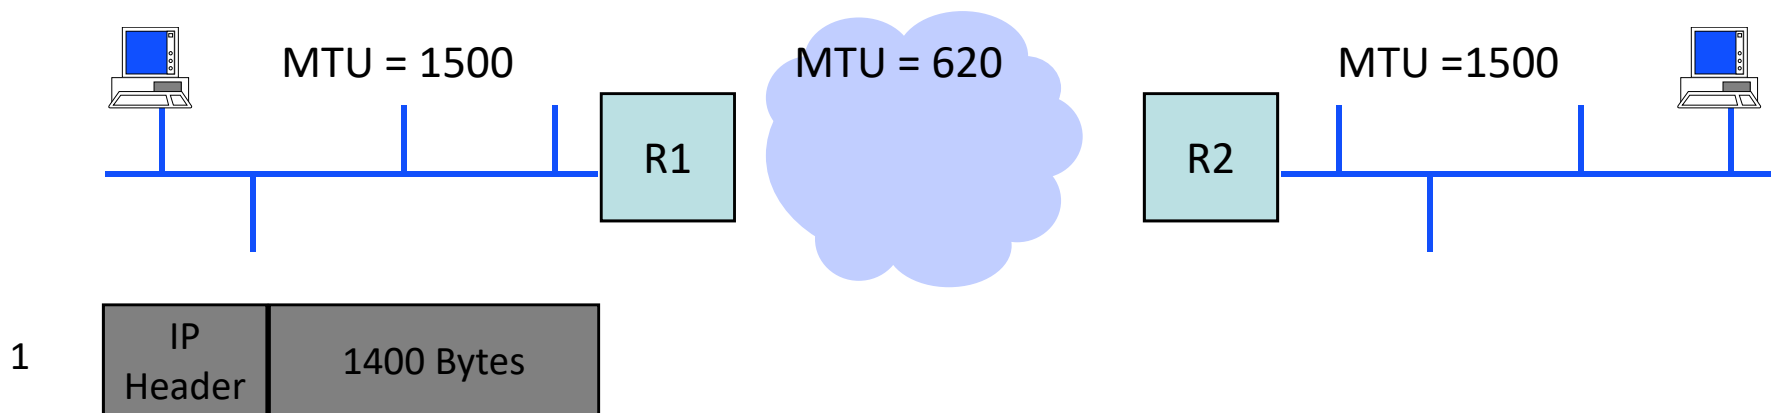 MTU = 1500
MTU = 620
MTU =1500
R1
R2
1
IP
Header
1400 Bytes